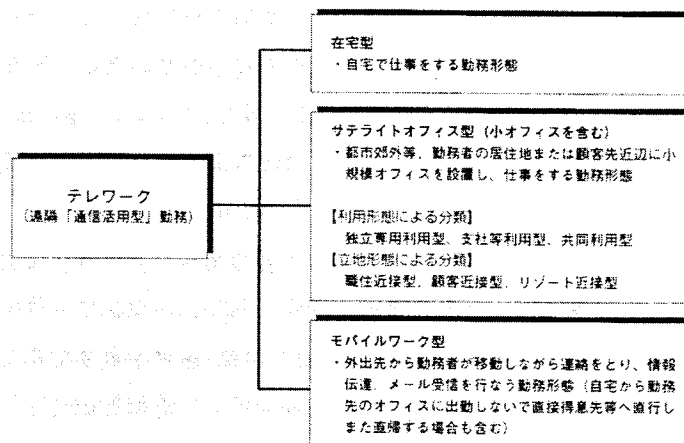 在宅型
・自宅で仕事をする勤務形態
サテライトオフィス型(小オフィスを含む)
・都市郊外等、勤務者の居住地または顧客先近辺に小
規模オフィスを設置し、仕事をする勤務形態
テレワーク
(遠隔「通信活用型」勤務)
【利用形態による分類】
独立専用利用型、支社等利用型、共同利用型
【立地形態による分類】
職住近接型、顧客近接型、リゾート近接型
モバイルワーク型
・外出先から勤務者が移動しながら連絡をとり、情報
伝達、メール受信を行なう勤務形態(自宅から勤務
先のオフィスに出勤しないで直接得意先等へ直行し
また直帰する場合も含む)